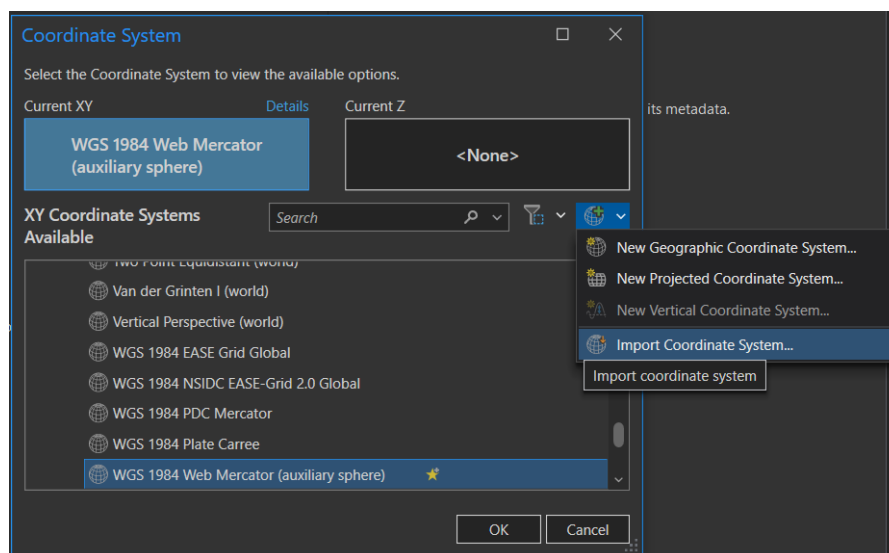 Coordinate System
Select the Coordinate System to view the available options.
Current XY
Details
Current Z
its metadata.
WGS 1984 Web Mercator
(auxiliary sphere)
<None>
XY Coordinate Systems
Available
Search
New Geographic Coordinate System...
New Projected Coordinate System...
New Vertical Coordinate System...
Import Coordinate System...
Import coordinate system
Two Point Equidistant (world)
Van der Grinten I (world)
Vertical Perspective (world)
WGS 1984 EASE Grid Global
WGS 1984 NSIDC EASE-Grid 2.0 Global
WGS 1984 PDC Mercator
WGS 1984 Plate Carree
WGS 1984 Web Mercator (auxiliary sphere)
OK
Cancel